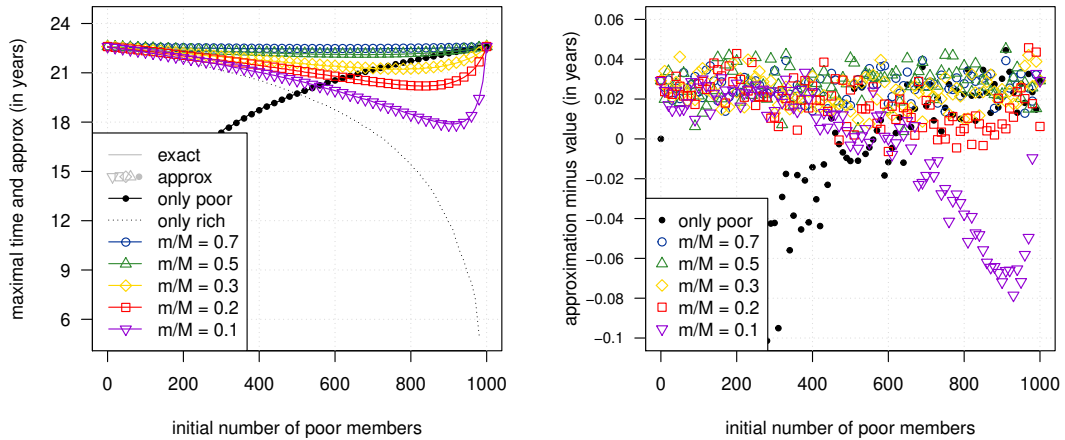 maximal time and approx (in years)
24
21
18
15
12
9
6
exact
approx
only poor
only rich
m/M = 0.7
m/M = 0.5
m/M = 0.3
m/M = 0.2
m/M = 0.1
0 200 400 600 800 1000
initial number of poor members
approximation minus value (in years)
0.06
0.04
0.02
0
−0.02
−0.04
−0.06
−0.08
−0.1
only poor
m/M = 0.7
m/M = 0.5
m/M = 0.3
m/M = 0.2
m/M = 0.1
0 200 400 600 800 1000
initial number of poor members